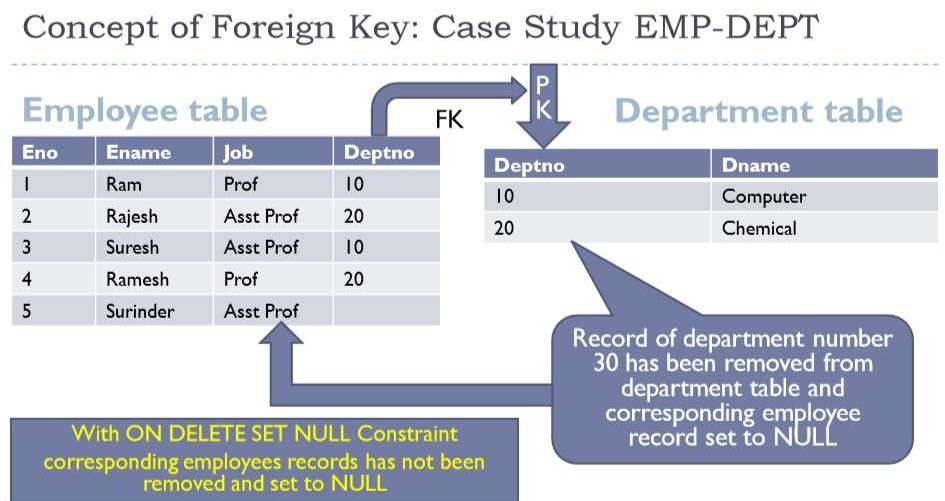 Concept of Foreign Key: Case Study EMP-DEPT
Employee table
FK
P
K
Department table
Eno Ename Job Deptno
1 Ram Prof 10
2 Rajesh Asst Prof 20
3 Suresh Asst Prof 10
4 Ramesh Prof 20
5 Surinder Asst Prof
Deptno Dname
10 Computer
20 Chemical
Record of department number
30 has been removed from
department table and
corresponding employee
record set to NULL
With ON DELETE SET NULL Constraint
corresponding employees records has not been
removed and set to NULL